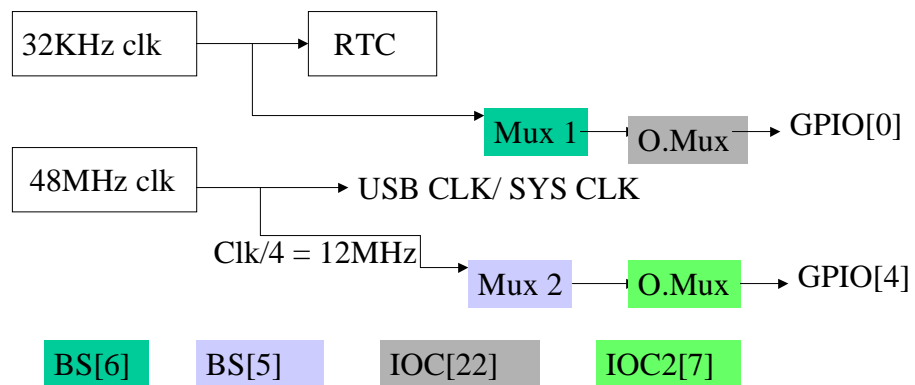 32KHz clk
RTC
Mux 1
O.Mux
GPIO[0]
48MHz clk
USB CLK/ SYS CLK
Clk/4 = 12MHz
Mux 2
O.Mux
GPIO[4]
BS[6]
BS[5]
IOC[22]
IOC2[7]